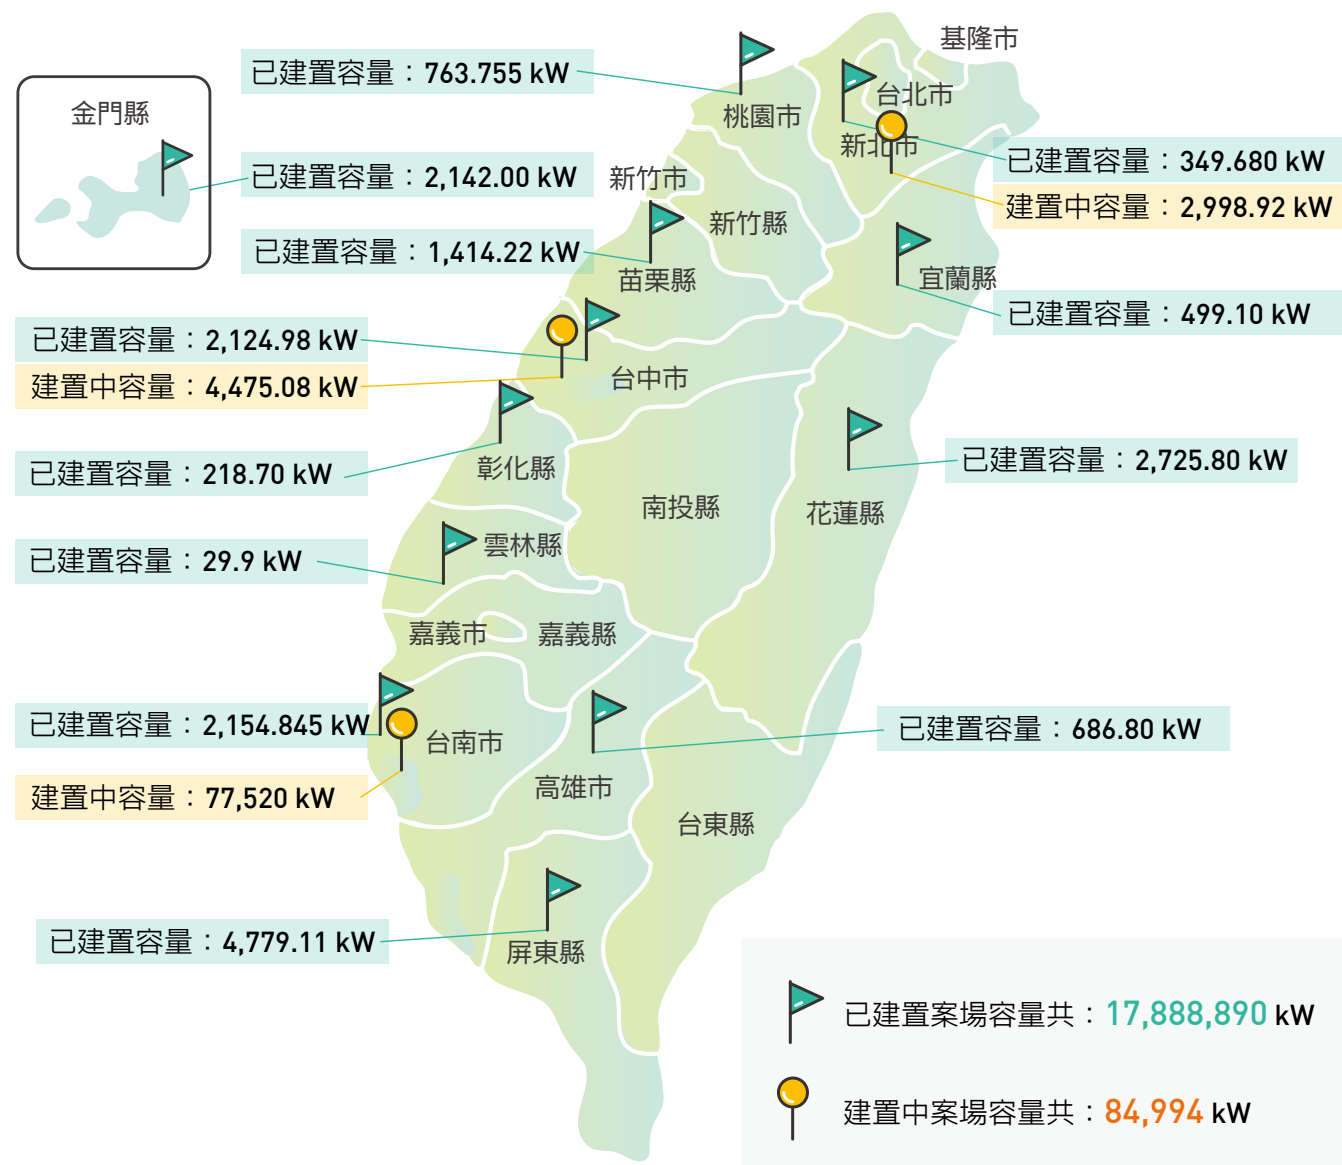 基隆市
已建置容量：763.755 kW
台北市
金門縣
桃園市
新北市
已建置容量：349.680 kW
已建置容量：2,142.00 kW
新竹市
建置中容量：2,998.92 kW
新竹縣
已建置容量：1,414.22 kW
苗栗縣
宜蘭縣
已建置容量：499.10 kW
已建置容量：2,124.98 kW
建置中容量：4,475.08 kW
台中市
已建置容量：218.70 kW
彰化縣
已建置容量：2,725.80 kW
南投縣
花蓮縣
已建置容量：29.9 kW
雲林縣
嘉義市
嘉義縣
已建置容量：2,154.845 kW
台南市
已建置容量：686.80 kW
建置中容量：77,520 kW
高雄市
台東縣
已建置容量：4,779.11 kW
屏東縣
已建置案場容量共：17,888,890 kW
建置中案場容量共：84,994 kW